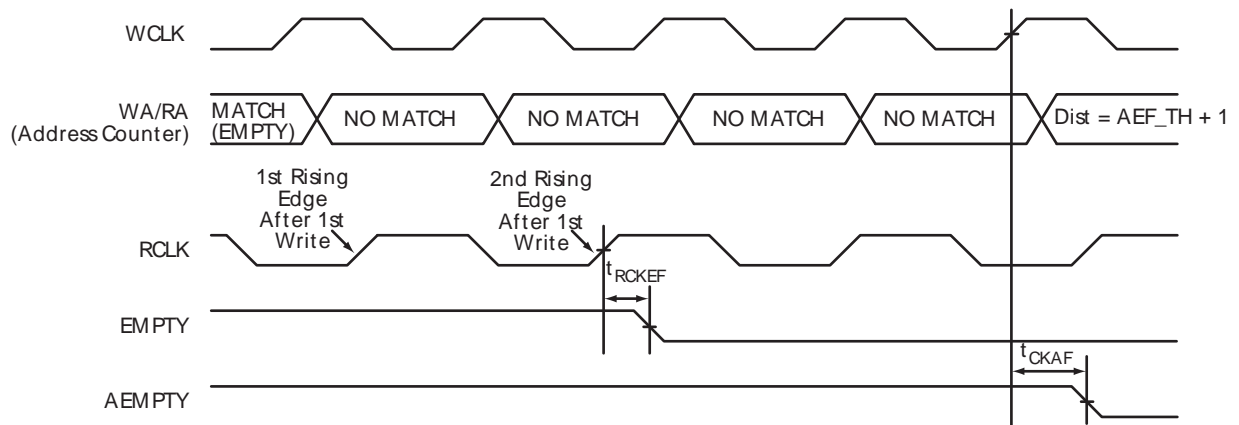 WCLK
WA/RA
(Address Counter)
MATCH
(EMPTY)
NO MATCH
NO MATCH
NO MATCH
NO MATCH
Dist = AEF_TH + 1
1st Rising
Edge
After 1st
Write
2nd Rising
Edge
After 1st
Write
RCLK
tRCKEF
EMPTY
tCKAF
AEMPTY